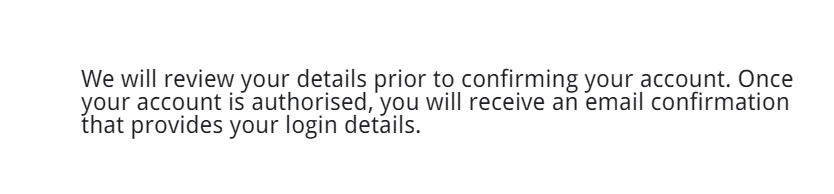 We will review your details prior to confirming your account. Once
your account is authorised, you will receive an email confirmation
that provides your login details.